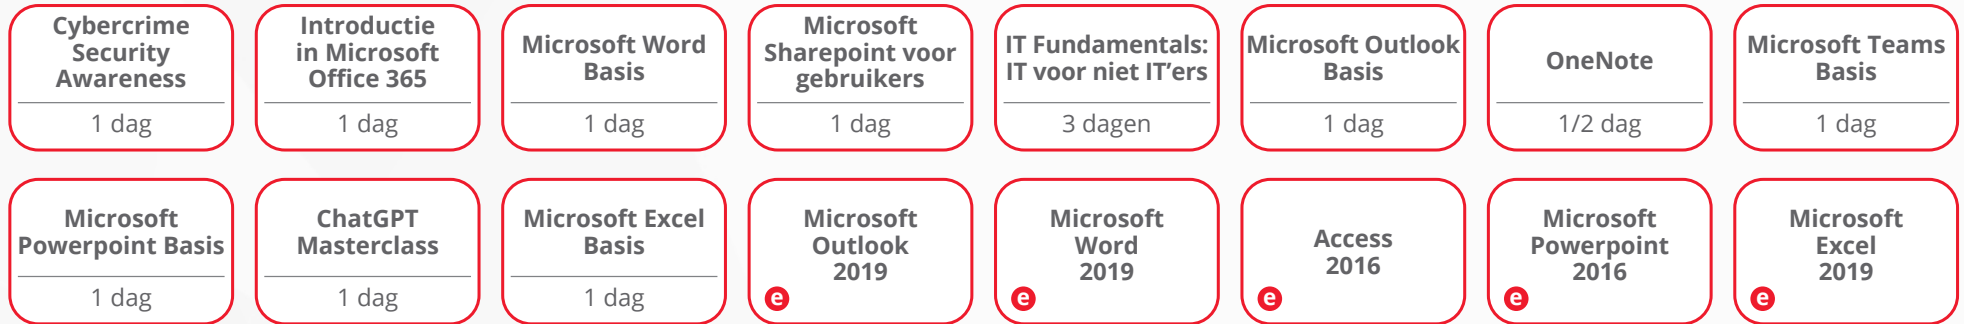 Cybercrime
Security
Awareness
1 dag
Introductie
in Microsoft
Office 365
1 dag
Microsoft Word
Basis
1 dag
Microsoft
Sharepoint voor
gebruikers
1 dag
IT Fundamentals:
IT voor niet IT’ers
3 dagen
Microsoft Outlook
Basis
1 dag
OneNote
1/2 dag
Microsoft Teams
Basis
1 dag
Microsoft
Powerpoint Basis
1 dag
ChatGPT
Masterclass
1 dag
Microsoft Excel
Basis
1 dag
Microsoft
Outlook
2019
e
Microsoft
Word
2019
e
Access
2016
e
Microsoft
Powerpoint
2016
e
Microsoft
Excel
2019
e